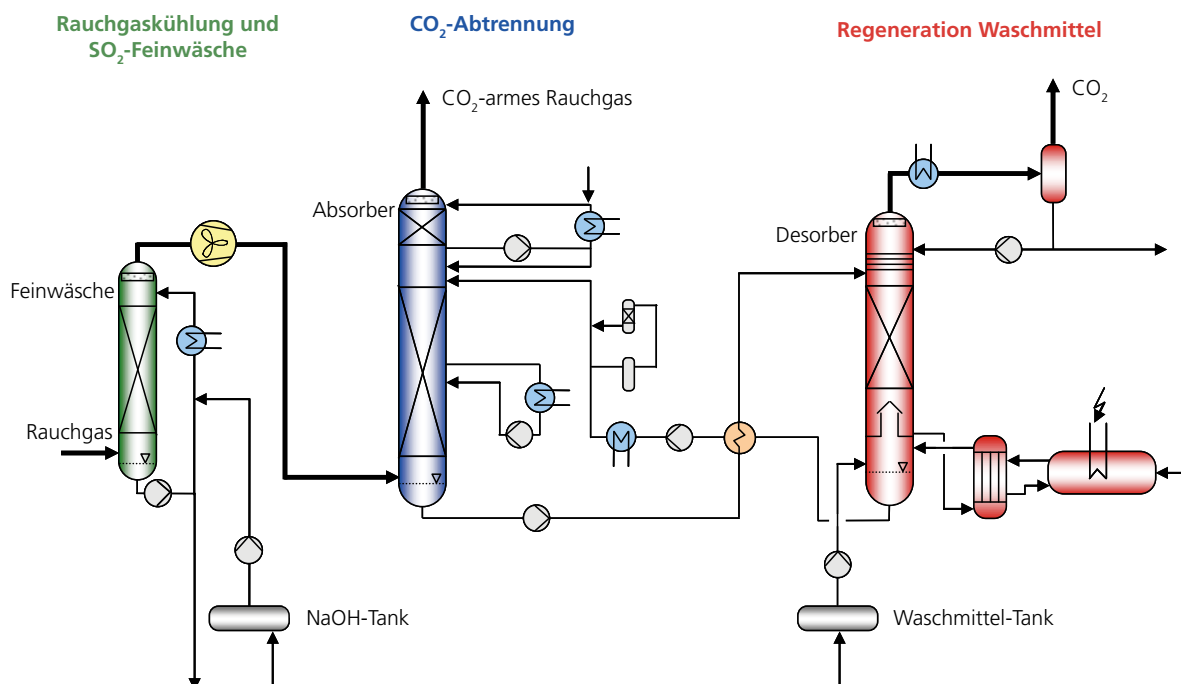 Rauchgaskühlung und
SO₂-Feinwäsche
CO₂-Abtrennung
Regeneration Waschmittel
CO₂-armes Rauchgas
CO₂
Absorber
Desorber
Feinwäsche
Rauchgas
NaOH-Tank
Waschmittel-Tank